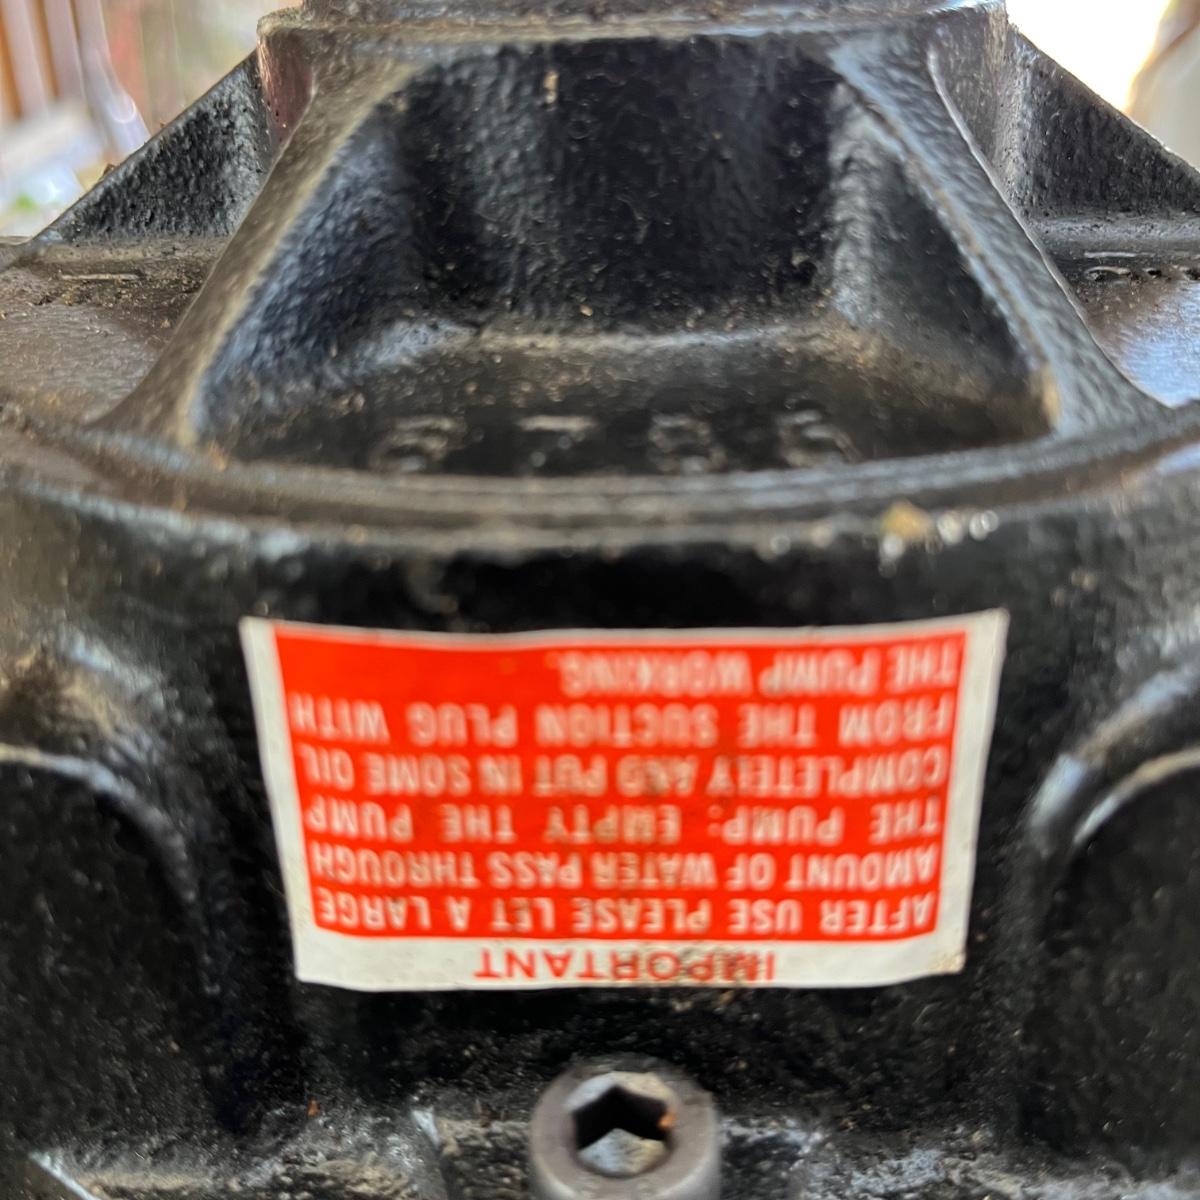 IMPORTANT
AFTER USE PLEASE LET A LARGE
AMOUNT OF WATER PASS THROUGH
THE PUMP: EMPTY THE PUMP
COMPLETELY AND PUT IN SOME OIL
FROM THE SUCTION PLUG WITH
THE PUMP WORKING.